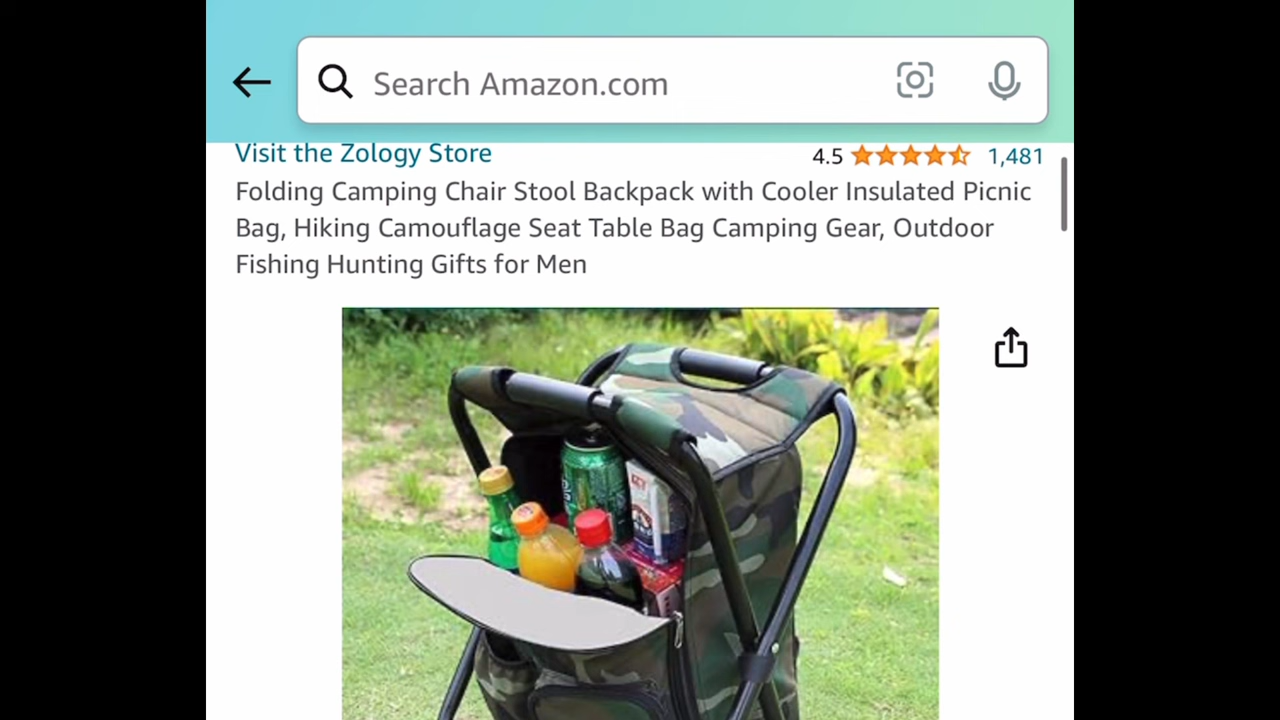 Search Amazon.com
Visit the Zology Store 4.5 1,481
Folding Camping Chair Stool Backpack with Cooler Insulated Picnic
Bag, Hiking Camouflage Seat Table Bag Camping Gear, Outdoor
Fishing Hunting Gifts for Men